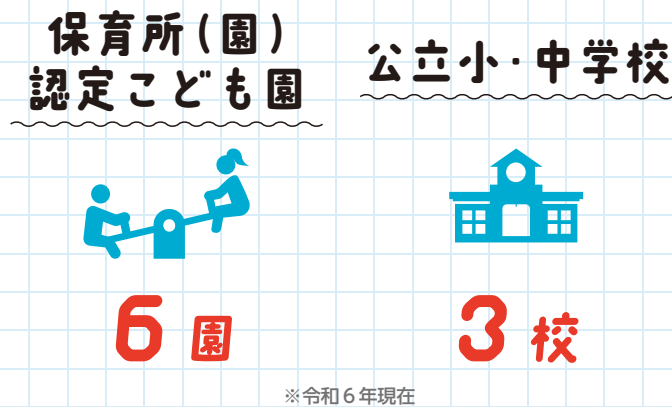 保育所(園)
認定こども園
公立小・中学校
6園
3校
※令和6年現在